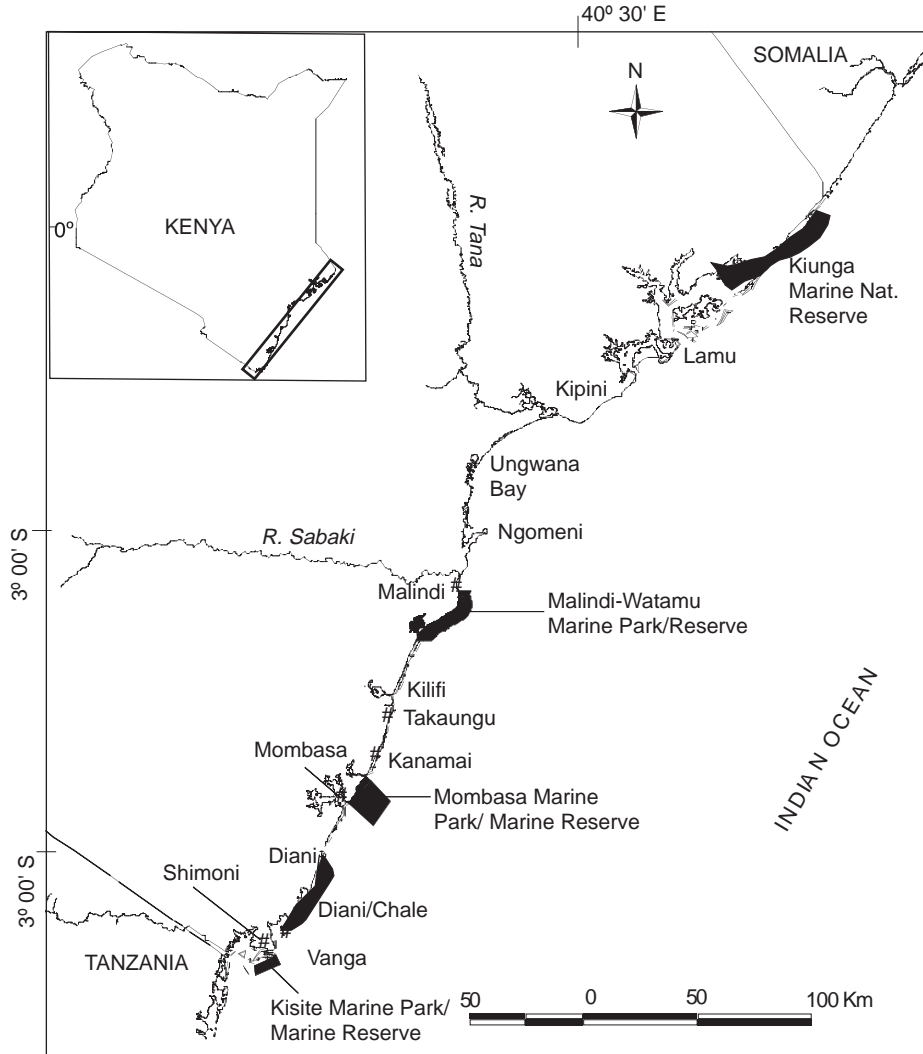 40º 30' E
SOMALIA
N
KENYA
0º
R. Tana
Kiunga
Marine Nat.
Reserve
Lamu
Kipini
Ungwana
Bay
3º 00' S
R. Sabaki
Ngomeni
Malindi
Malindi-Watamu
Marine Park/Reserve
Kilifi
Takaungu
Mombasa
Kanamai
INDIAN OCEAN
Mombasa Marine
Park/ Marine Reserve
3º 00' S
Diani
Shimoni
Diani/Chale
TANZANIA
Vanga
Kisite Marine Park/
Marine Reserve
50 0 50 100 Km